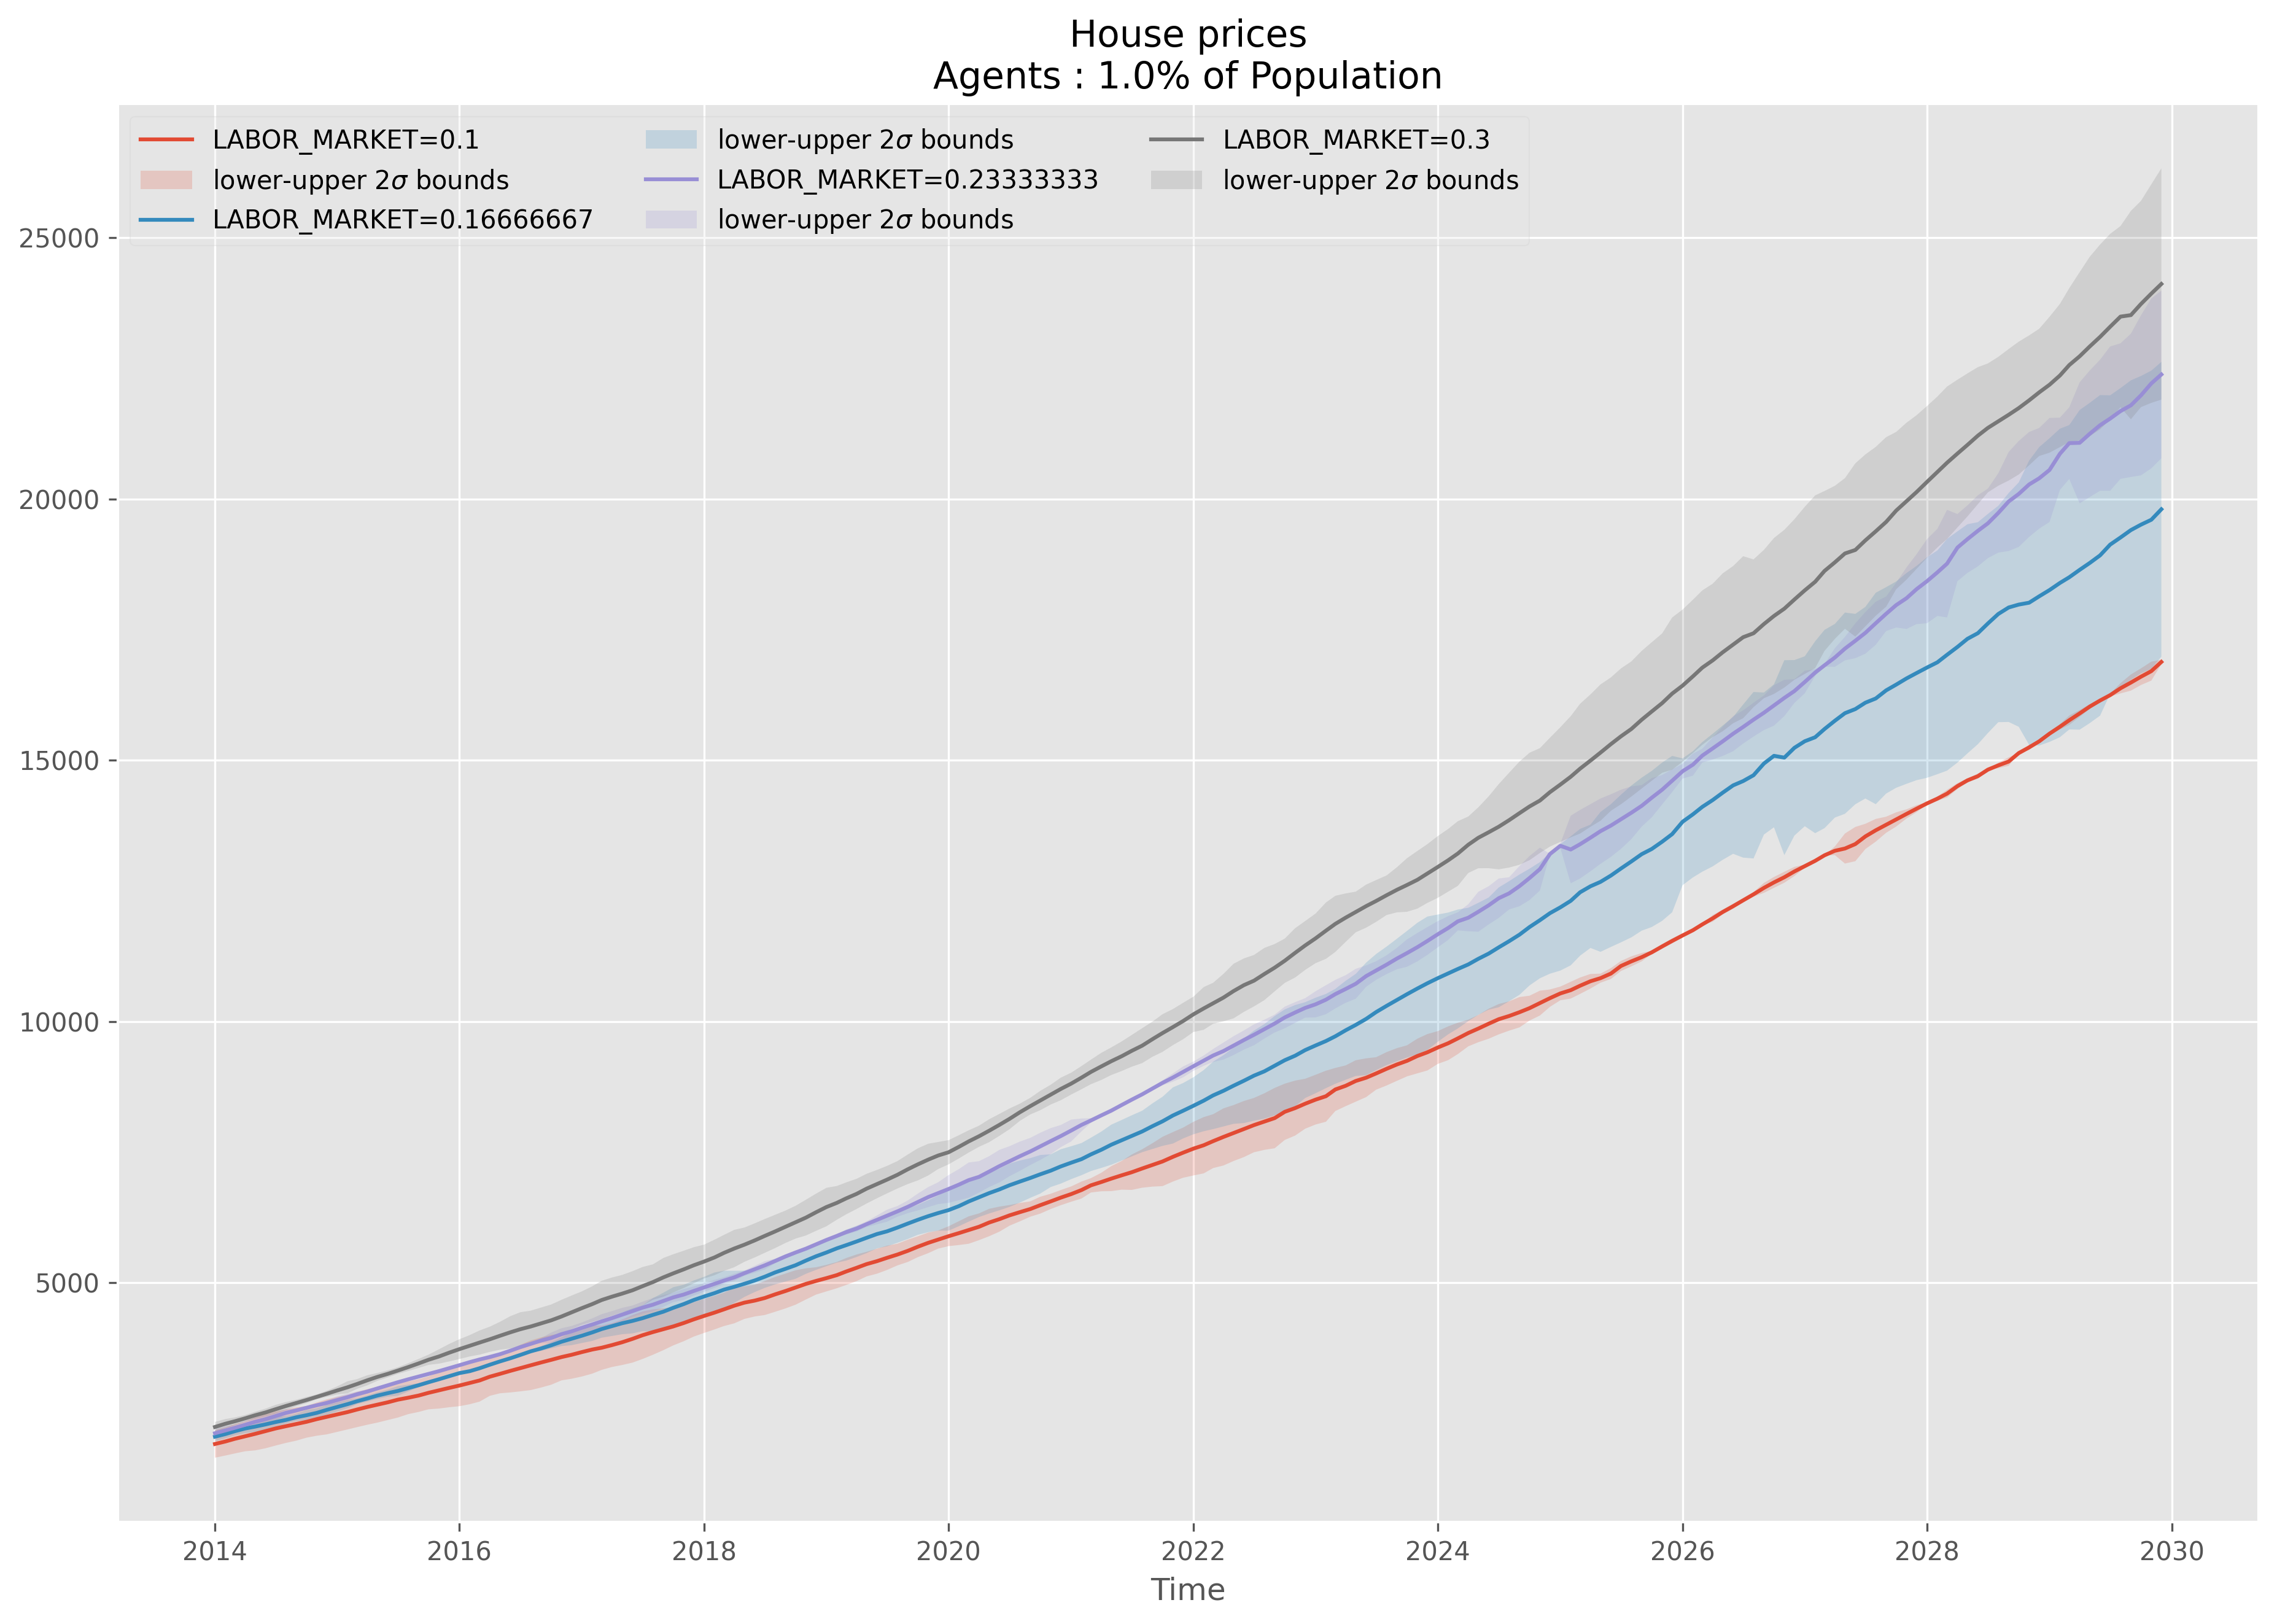 House prices
Agents : 1.0% of Population
LABOR_MARKET=0.1
lower-upper 2σ bounds
LABOR_MARKET=0.16666667
lower-upper 2σ bounds
LABOR_MARKET=0.23333333
lower-upper 2σ bounds
LABOR_MARKET=0.3
lower-upper 2σ bounds
25000
20000
15000
10000
5000
2014 2016 2018 2020 2022 2024 2026 2028 2030
Time